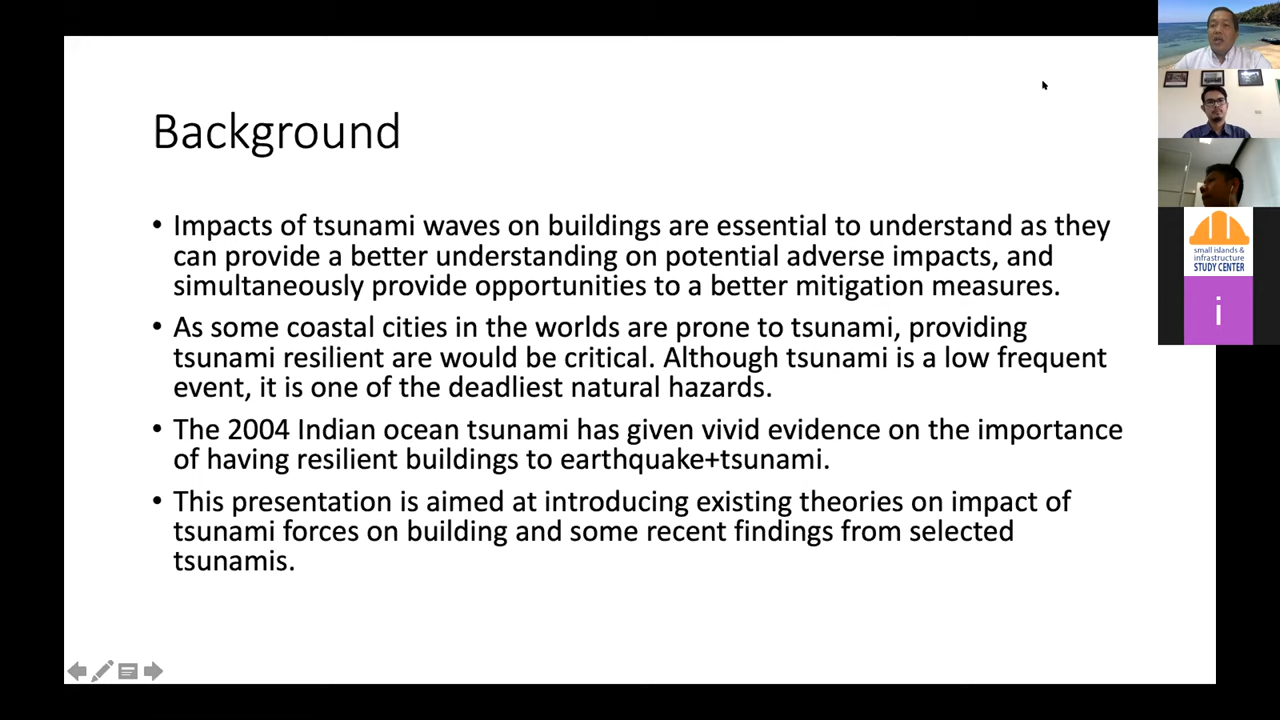 Background
• Impacts of tsunami waves on buildings are essential to understand as they
can provide a better understanding on potential adverse impacts, and
simultaneously provide opportunities to a better mitigation measures.
• As some coastal cities in the worlds are prone to tsunami, providing
tsunami resilient are would be critical. Although tsunami is a low frequent
event, it is one of the deadliest natural hazards.
• The 2004 Indian ocean tsunami has given vivid evidence on the importance
of having resilient buildings to earthquake+tsunami.
• This presentation is aimed at introducing existing theories on impact of
tsunami forces on building and some recent findings from selected
tsunamis.
small islands &
infrastructure
STUDY CENTER
i